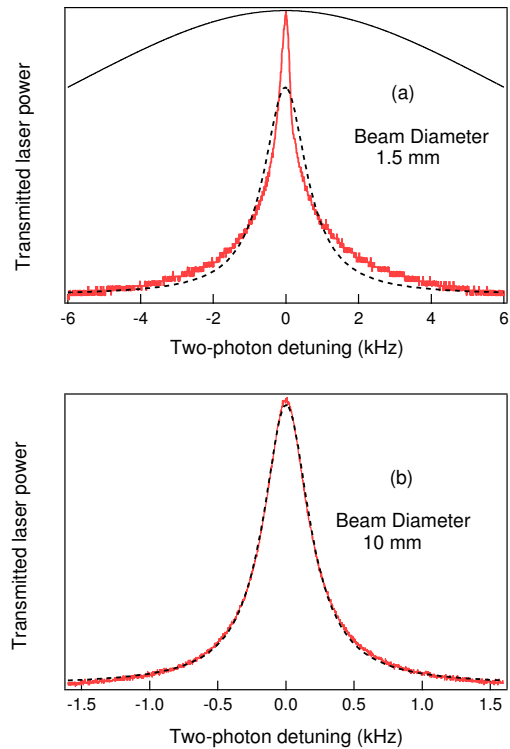 Transmitted laser power
(a)
Beam Diameter
1.5 mm
-6 -4 -2 0 2 4 6
Two-photon detuning (kHz)
Transmitted laser power
(b)
Beam Diameter
10 mm
-1.5 -1.0 -0.5 0.0 0.5 1.0 1.5
Two-photon detuning (kHz)